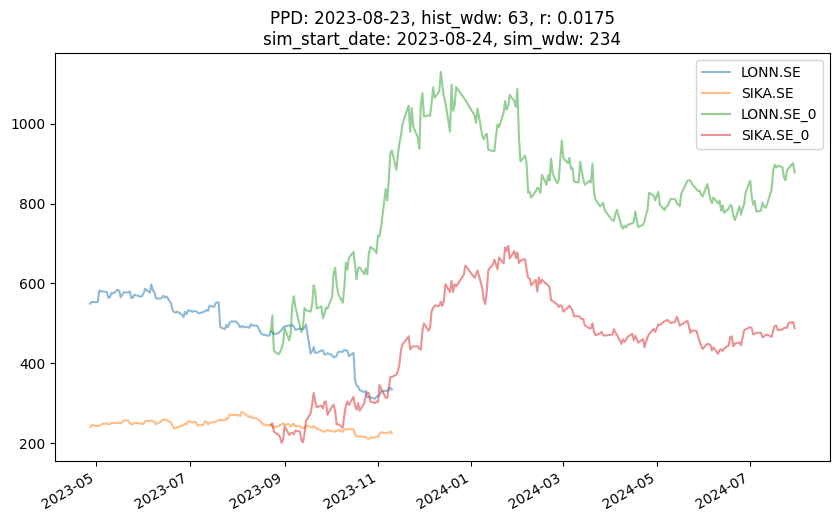 PPD: 2023-08-23, hist_wdw: 63, r: 0.0175
sim_start_date: 2023-08-24, sim_wdw: 234
LONN.SE
SIKA.SE
LONN.SE_0
SIKA.SE_0
1000
800
600
400
200
2023-05
2023-07
2023-09
2023-11
2024-01
2024-03
2024-05
2024-07